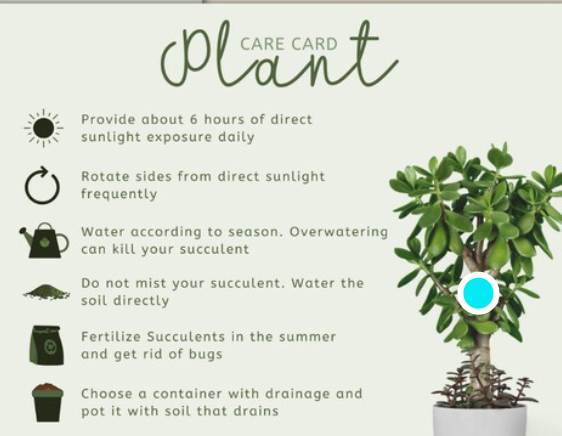 CARE CARD
Plant
Provide about 6 hours of direct
sunlight exposure daily
Rotate sides from direct sunlight
frequently
Water according to season. Overwatering
can kill your succulent
Do not mist your succulent. Water the
soil directly
Fertilize Succulents in the summer
and get rid of bugs
Choose a container with drainage and
pot it with soil that drains